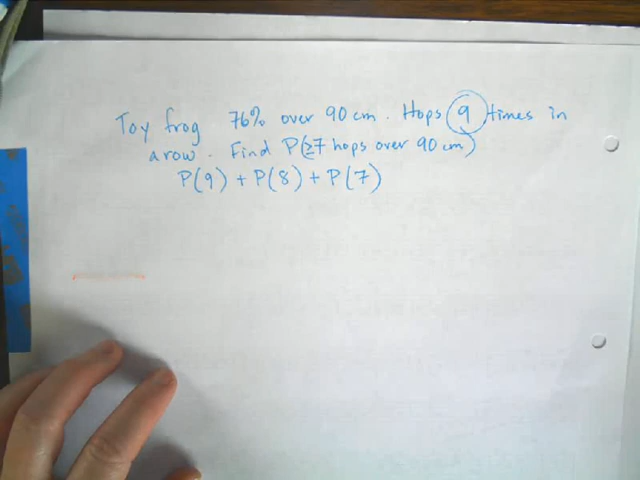 Toy frog 76% over 90 cm. Hops 9 times in
a row. Find P(≥7 hops over 90 cm)
P(9) + P(8) + P(7)